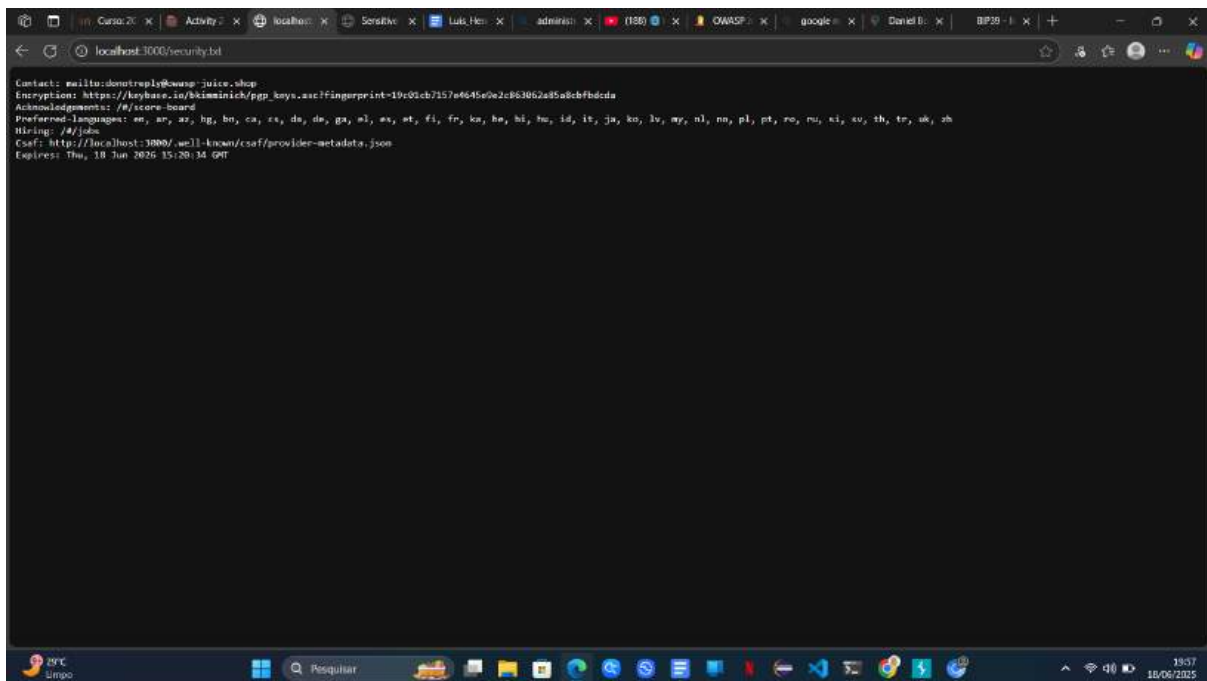 Curso: 2C
Activity 2
localhost
Sensitive
Luis_Hen
administ
(188)
OWASP
google
Daniel B
BIP39 -
localhost:3000/security.txt
Contact: mailto:donotreply@owasp-juice.shop
Encryption: https://keybase.io/bkimminich/pgp_keys.asc?fingerprint=19c01cb7157e4645e9e2c863062a85a8cbfbdcda
Acknowledgements: /#/score-board
Preferred-languages: en, ar, az, bg, bn, ca, cs, da, de, ga, el, es, et, fi, fr, ka, he, hi, hu, id, it, ja, ko, lv, my, nl, no, pl, pt, ro, ru, si, sv, th, tr, uk, zh
Hiring: /#/jobs
Csaf: http://localhost:3000/.well-known/csaf/provider-metadata.json
Expires: Thu, 18 Jun 2026 15:20:34 GMT
29°C
Limpo
Pesquisar
19:57
18/06/2025